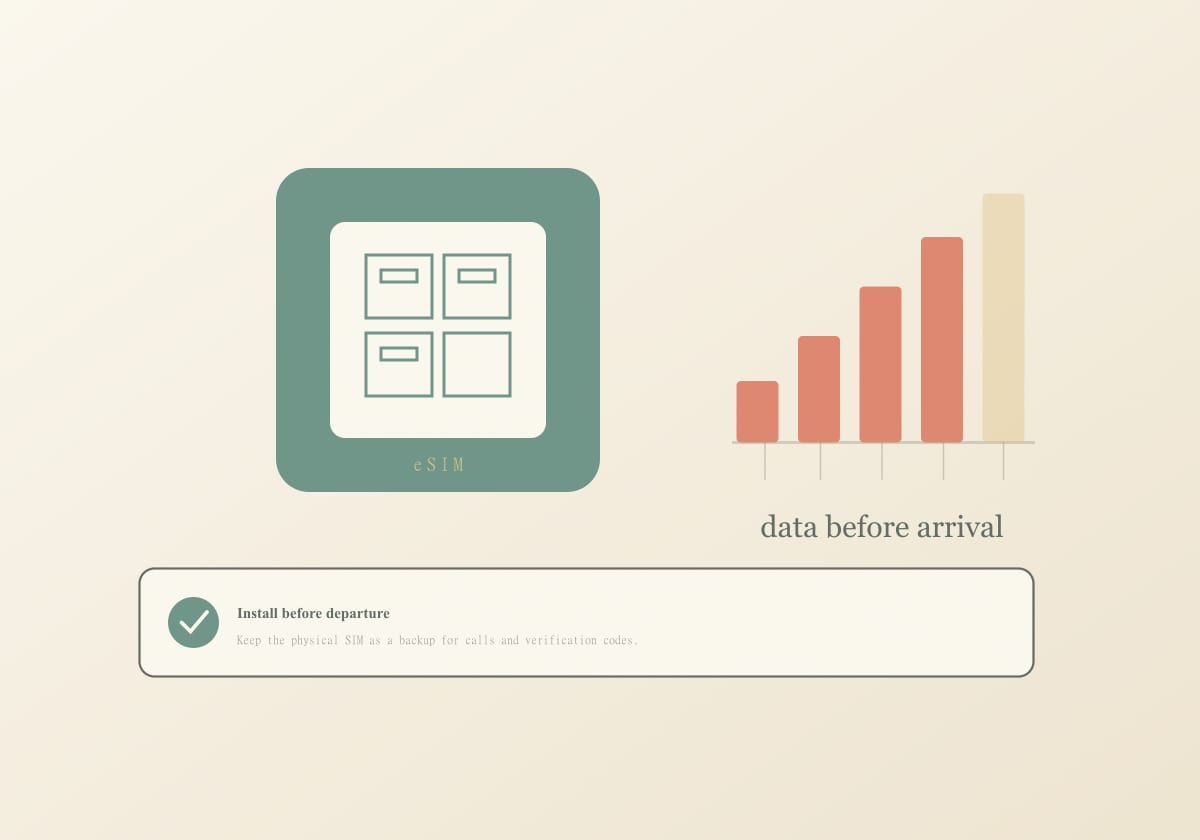 eSIM
data before arrival
Install before departure
Keep the physical SIM as a backup for calls and verification codes.